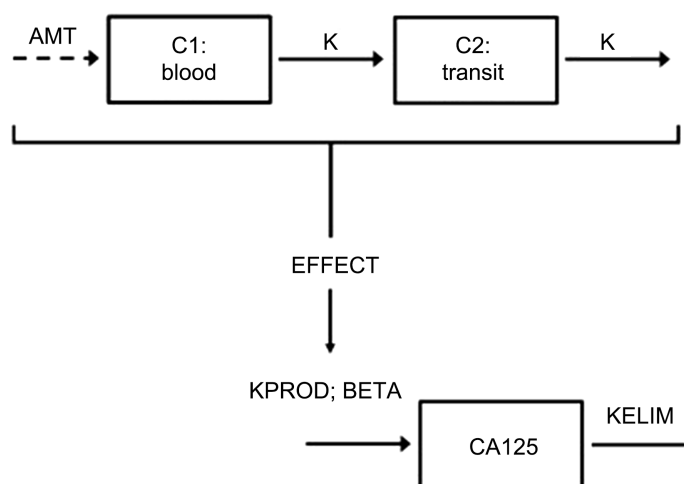 AMT
C1:
blood
K
C2:
transit
K
EFFECT
KPROD; BETA
CA125
KELIM